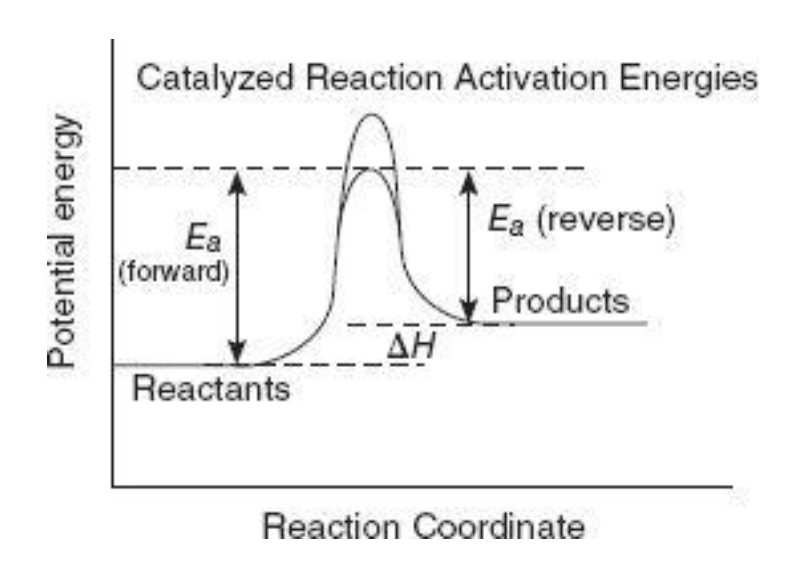 Catalyzed Reaction Activation Energies
Potential energy
Ea
(forward)
Ea (reverse)
Products
ΔH
Reactants
Reaction Coordinate